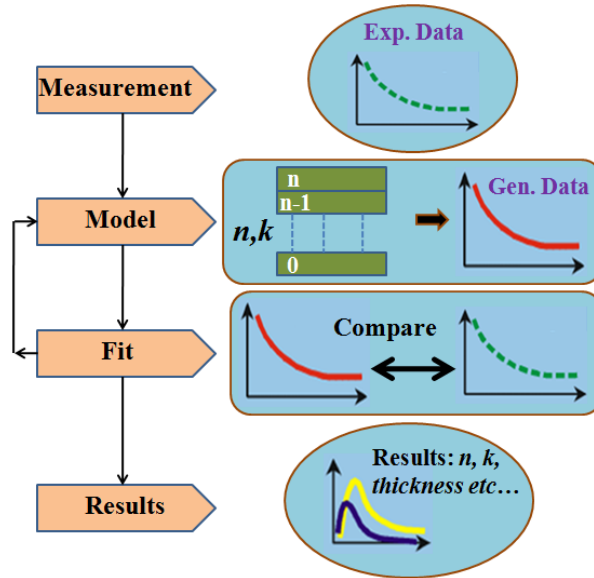 Measurement
Exp. Data
Model
n
n-1
n,k
0
Gen. Data
Fit
Compare
Results
Results: n, k,
thickness etc...